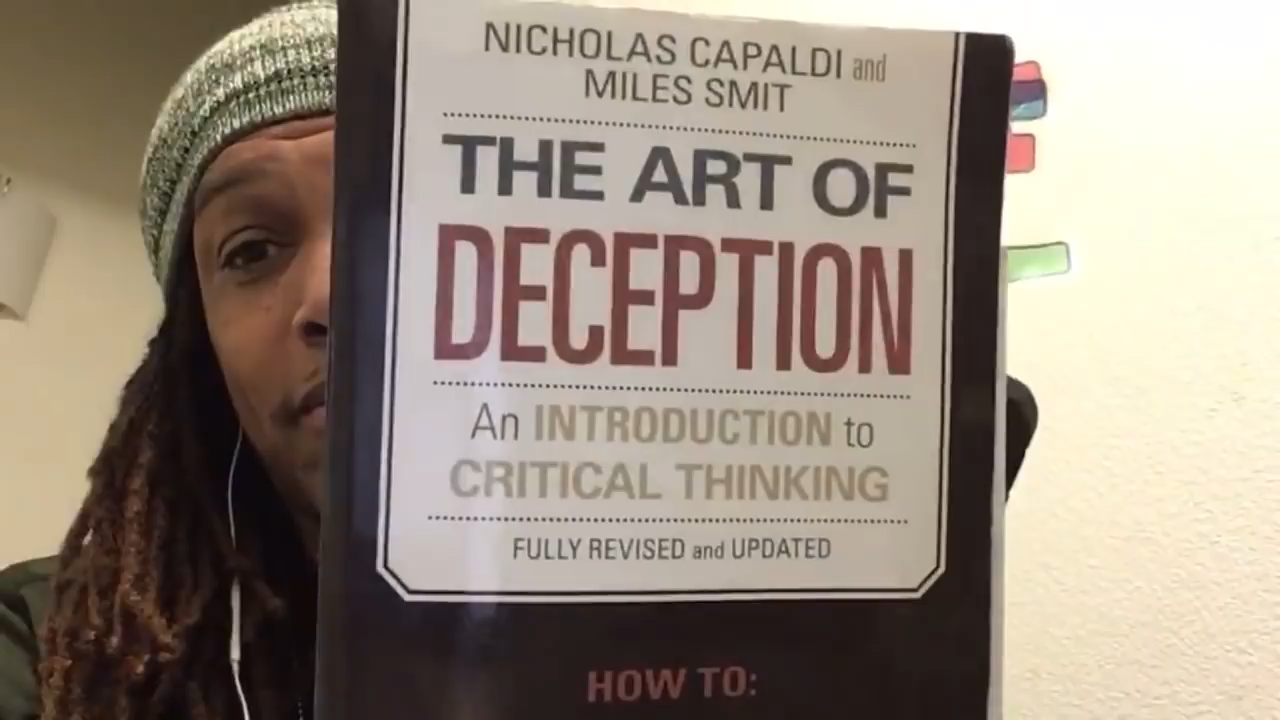 NICHOLAS CAPALDI and
MILES SMIT
THE ART OF
DECEPTION
An INTRODUCTION to
CRITICAL THINKING
FULLY REVISED and UPDATED
HOW TO: